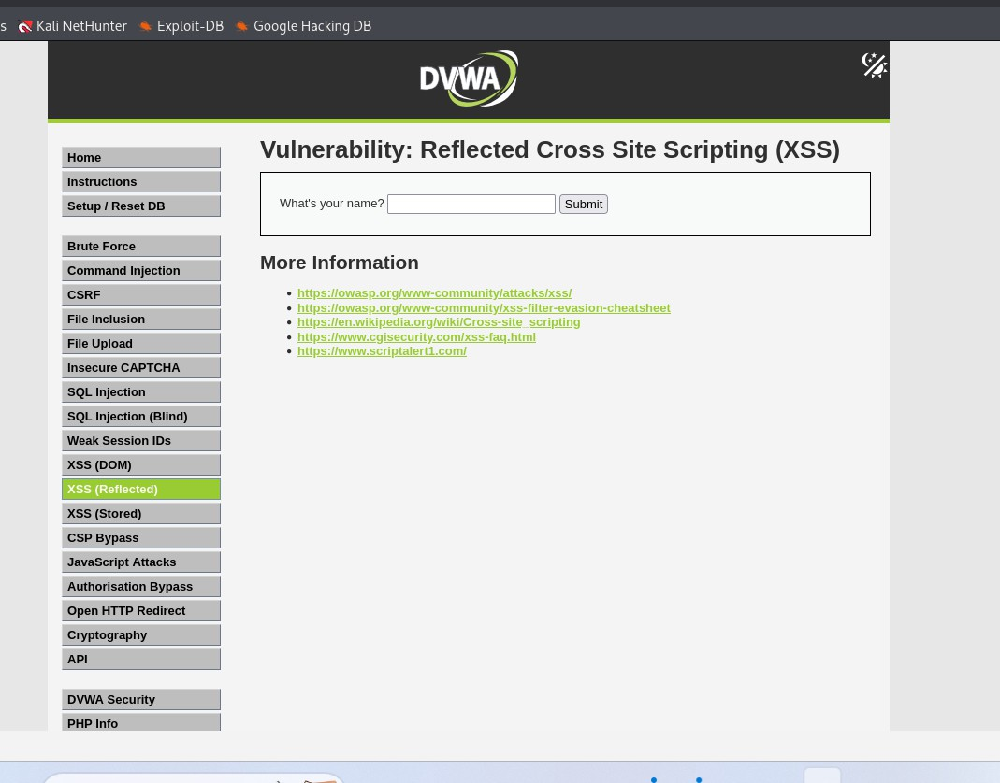 s Kali NetHunter Exploit-DB Google Hacking DB
DVWA
Home
Instructions
Setup / Reset DB
Brute Force
Command Injection
CSRF
File Inclusion
File Upload
Insecure CAPTCHA
SQL Injection
SQL Injection (Blind)
Weak Session IDs
XSS (DOM)
XSS (Reflected)
XSS (Stored)
CSP Bypass
JavaScript Attacks
Authorisation Bypass
Open HTTP Redirect
Cryptography
API
DVWA Security
PHP Info
Vulnerability: Reflected Cross Site Scripting (XSS)
What's your name? Submit
More Information
• https://owasp.org/www-community/attacks/xss/
• https://owasp.org/www-community/xss-filter-evasion-cheatsheet
• https://en.wikipedia.org/wiki/Cross-site_scripting
• https://www.cgisecurity.com/xss-faq.html
• https://www.scriptalert1.com/